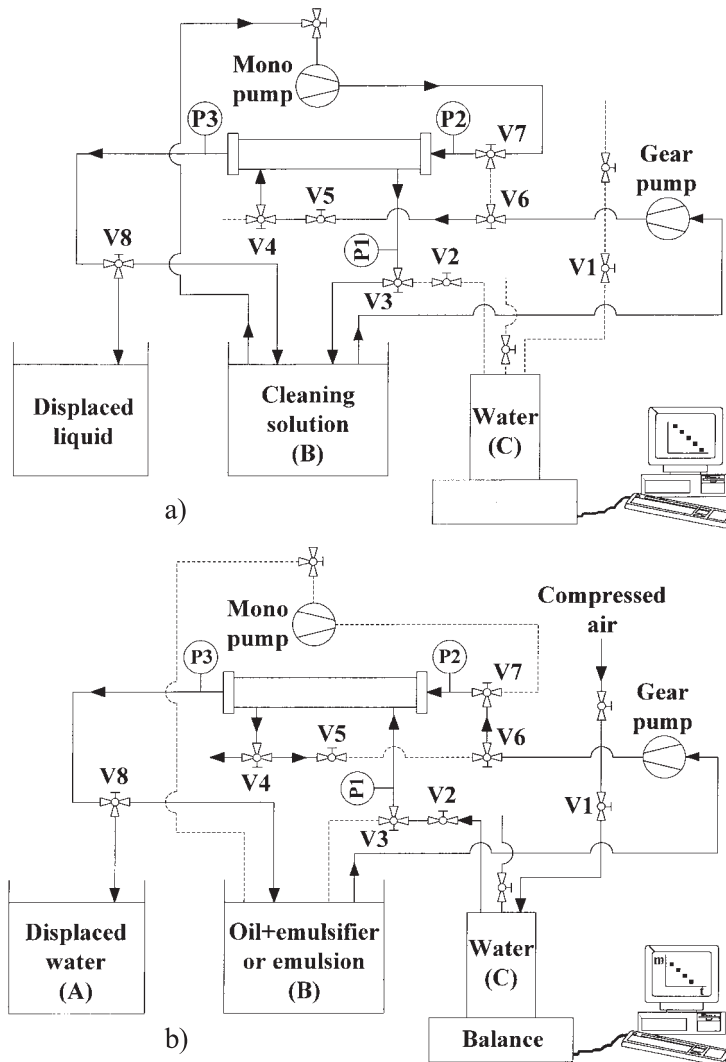 Mono
pump
P3
P2
V7
Gear
pump
V5
V6
V4
V8
P1
V2
V1
V3
Displaced
liquid
Cleaning
solution
(B)
Water
(C)
a)
Mono
pump
Compressed
air
P3
P2
V7
Gear
pump
V5
V6
V4
V8
P1
V2
V1
V3
Displaced
water
(A)
Oil+emulsifier
or emulsion
(B)
Water
(C)
m
t
b)
Balance